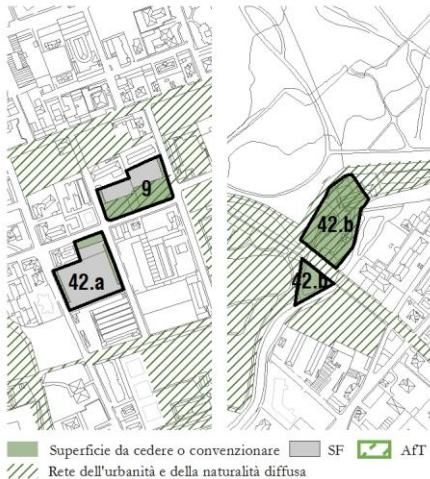 9
42.a
42.b
42.b
Superficie da cedere o convenzionare SF AfT
Rete dell'urbanità e della naturalità diffusa